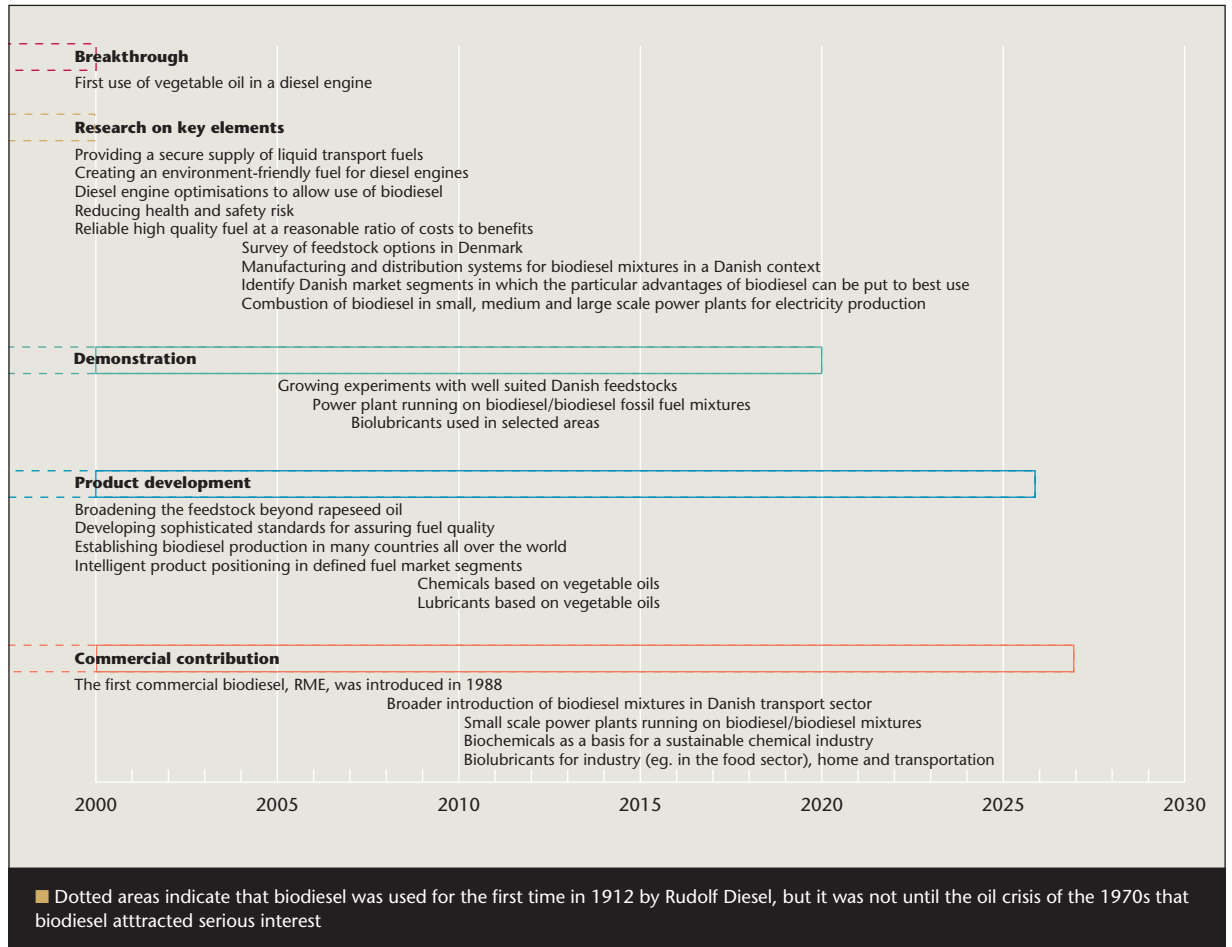 Breakthrough
First use of vegetable oil in a diesel engine
Research on key elements
Providing a secure supply of liquid transport fuels
Creating an environment-friendly fuel for diesel engines
Diesel engine optimisations to allow use of biodiesel
Reducing health and safety risk
Reliable high quality fuel at a reasonable ratio of costs to benefits
Survey of feedstock options in Denmark
Manufacturing and distribution systems for biodiesel mixtures in a Danish context
Identify Danish market segments in which the particular advantages of biodiesel can be put to best use
Combustion of biodiesel in small, medium and large scale power plants for electricity production
Demonstration
Growing experiments with well suited Danish feedstocks
Power plant running on biodiesel/biodiesel fossil fuel mixtures
Biolubricants used in selected areas
Product development
Broadening the feedstock beyond rapeseed oil
Developing sophisticated standards for assuring fuel quality
Establishing biodiesel production in many countries all over the world
Intelligent product positioning in defined fuel market segments
Chemicals based on vegetable oils
Lubricants based on vegetable oils
Commercial contribution
The first commercial biodiesel, RME, was introduced in 1988
Broader introduction of biodiesel mixtures in Danish transport sector
Small scale power plants running on biodiesel/biodiesel mixtures
Biochemicals as a basis for a sustainable chemical industry
Biolubricants for industry (eg. in the food sector), home and transportation
2000 2005 2010 2015 2020 2025 2030
Dotted areas indicate that biodiesel was used for the first time in 1912 by Rudolf Diesel, but it was not until the oil crisis of the 1970s that
biodiesel atttracted serious interest